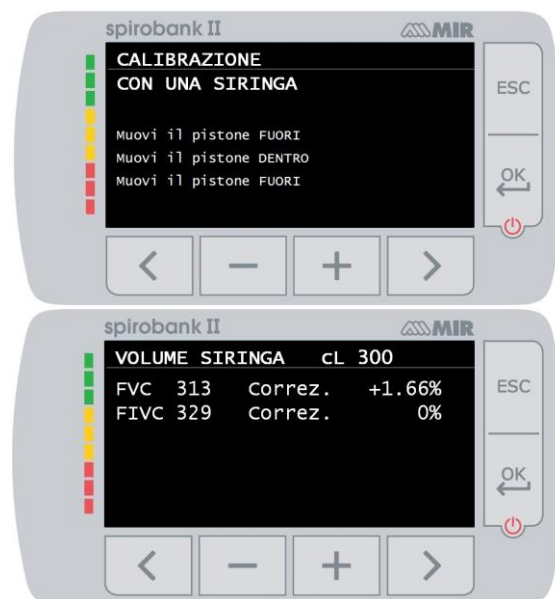 spirobank II MIR
CALIBRAZIONE
CON UNA SIRINGA
Muovi il pistone FUORI
Muovi il pistone DENTRO
Muovi il pistone FUORI
ESC
OK
spirobank II MIR
VOLUME SIRINGA cL 300
FVC 313 Correz. +1.66%
FIVC 329 Correz. 0%
ESC
OK